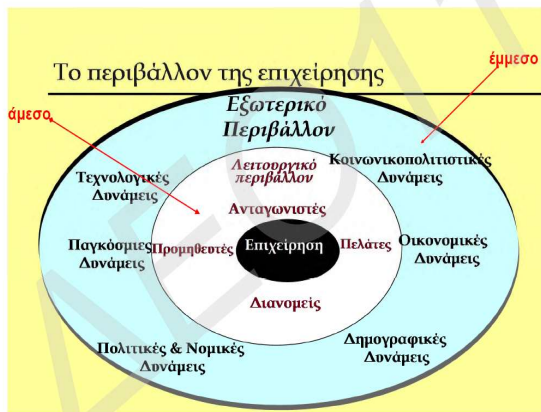 έμμεσο
Το περιβάλλον της επιχείρησης
άμεσο
Εξωτερικό
Περιβάλλον
Λειτουργικό
περιβάλλον
Κοινωνικοπολιτιστικές
Δυνάμεις
Τεχνολογικές
Δυνάμεις
Ανταγωνιστές
Παγκόσμιες
Δυνάμεις
Προμηθευτές
Επιχείρηση
Πελάτες
Οικονομικές
Δυνάμεις
Διανομείς
Πολιτικές & Νομικές
Δυνάμεις
Δημογραφικές
Δυνάμεις